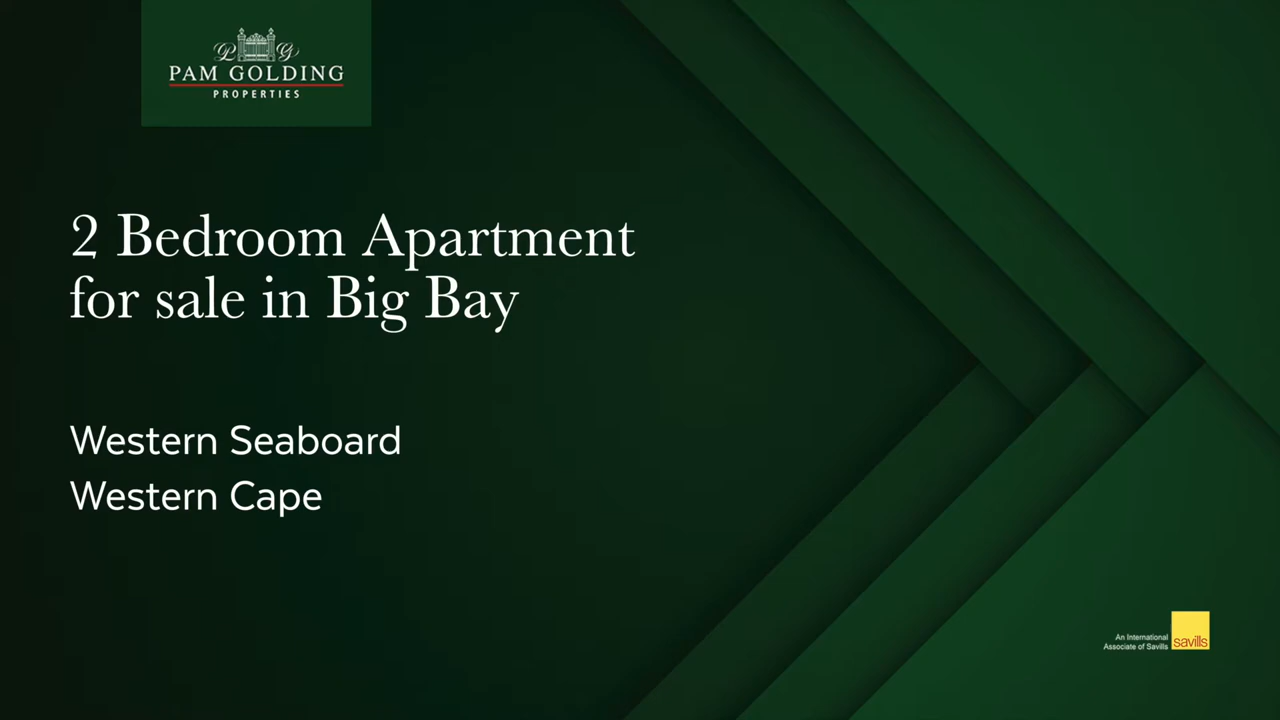 P G
PAM GOLDING
PROPERTIES
2 Bedroom Apartment
for sale in Big Bay
Western Seaboard
Western Cape
An International
Associate of Savills
savills